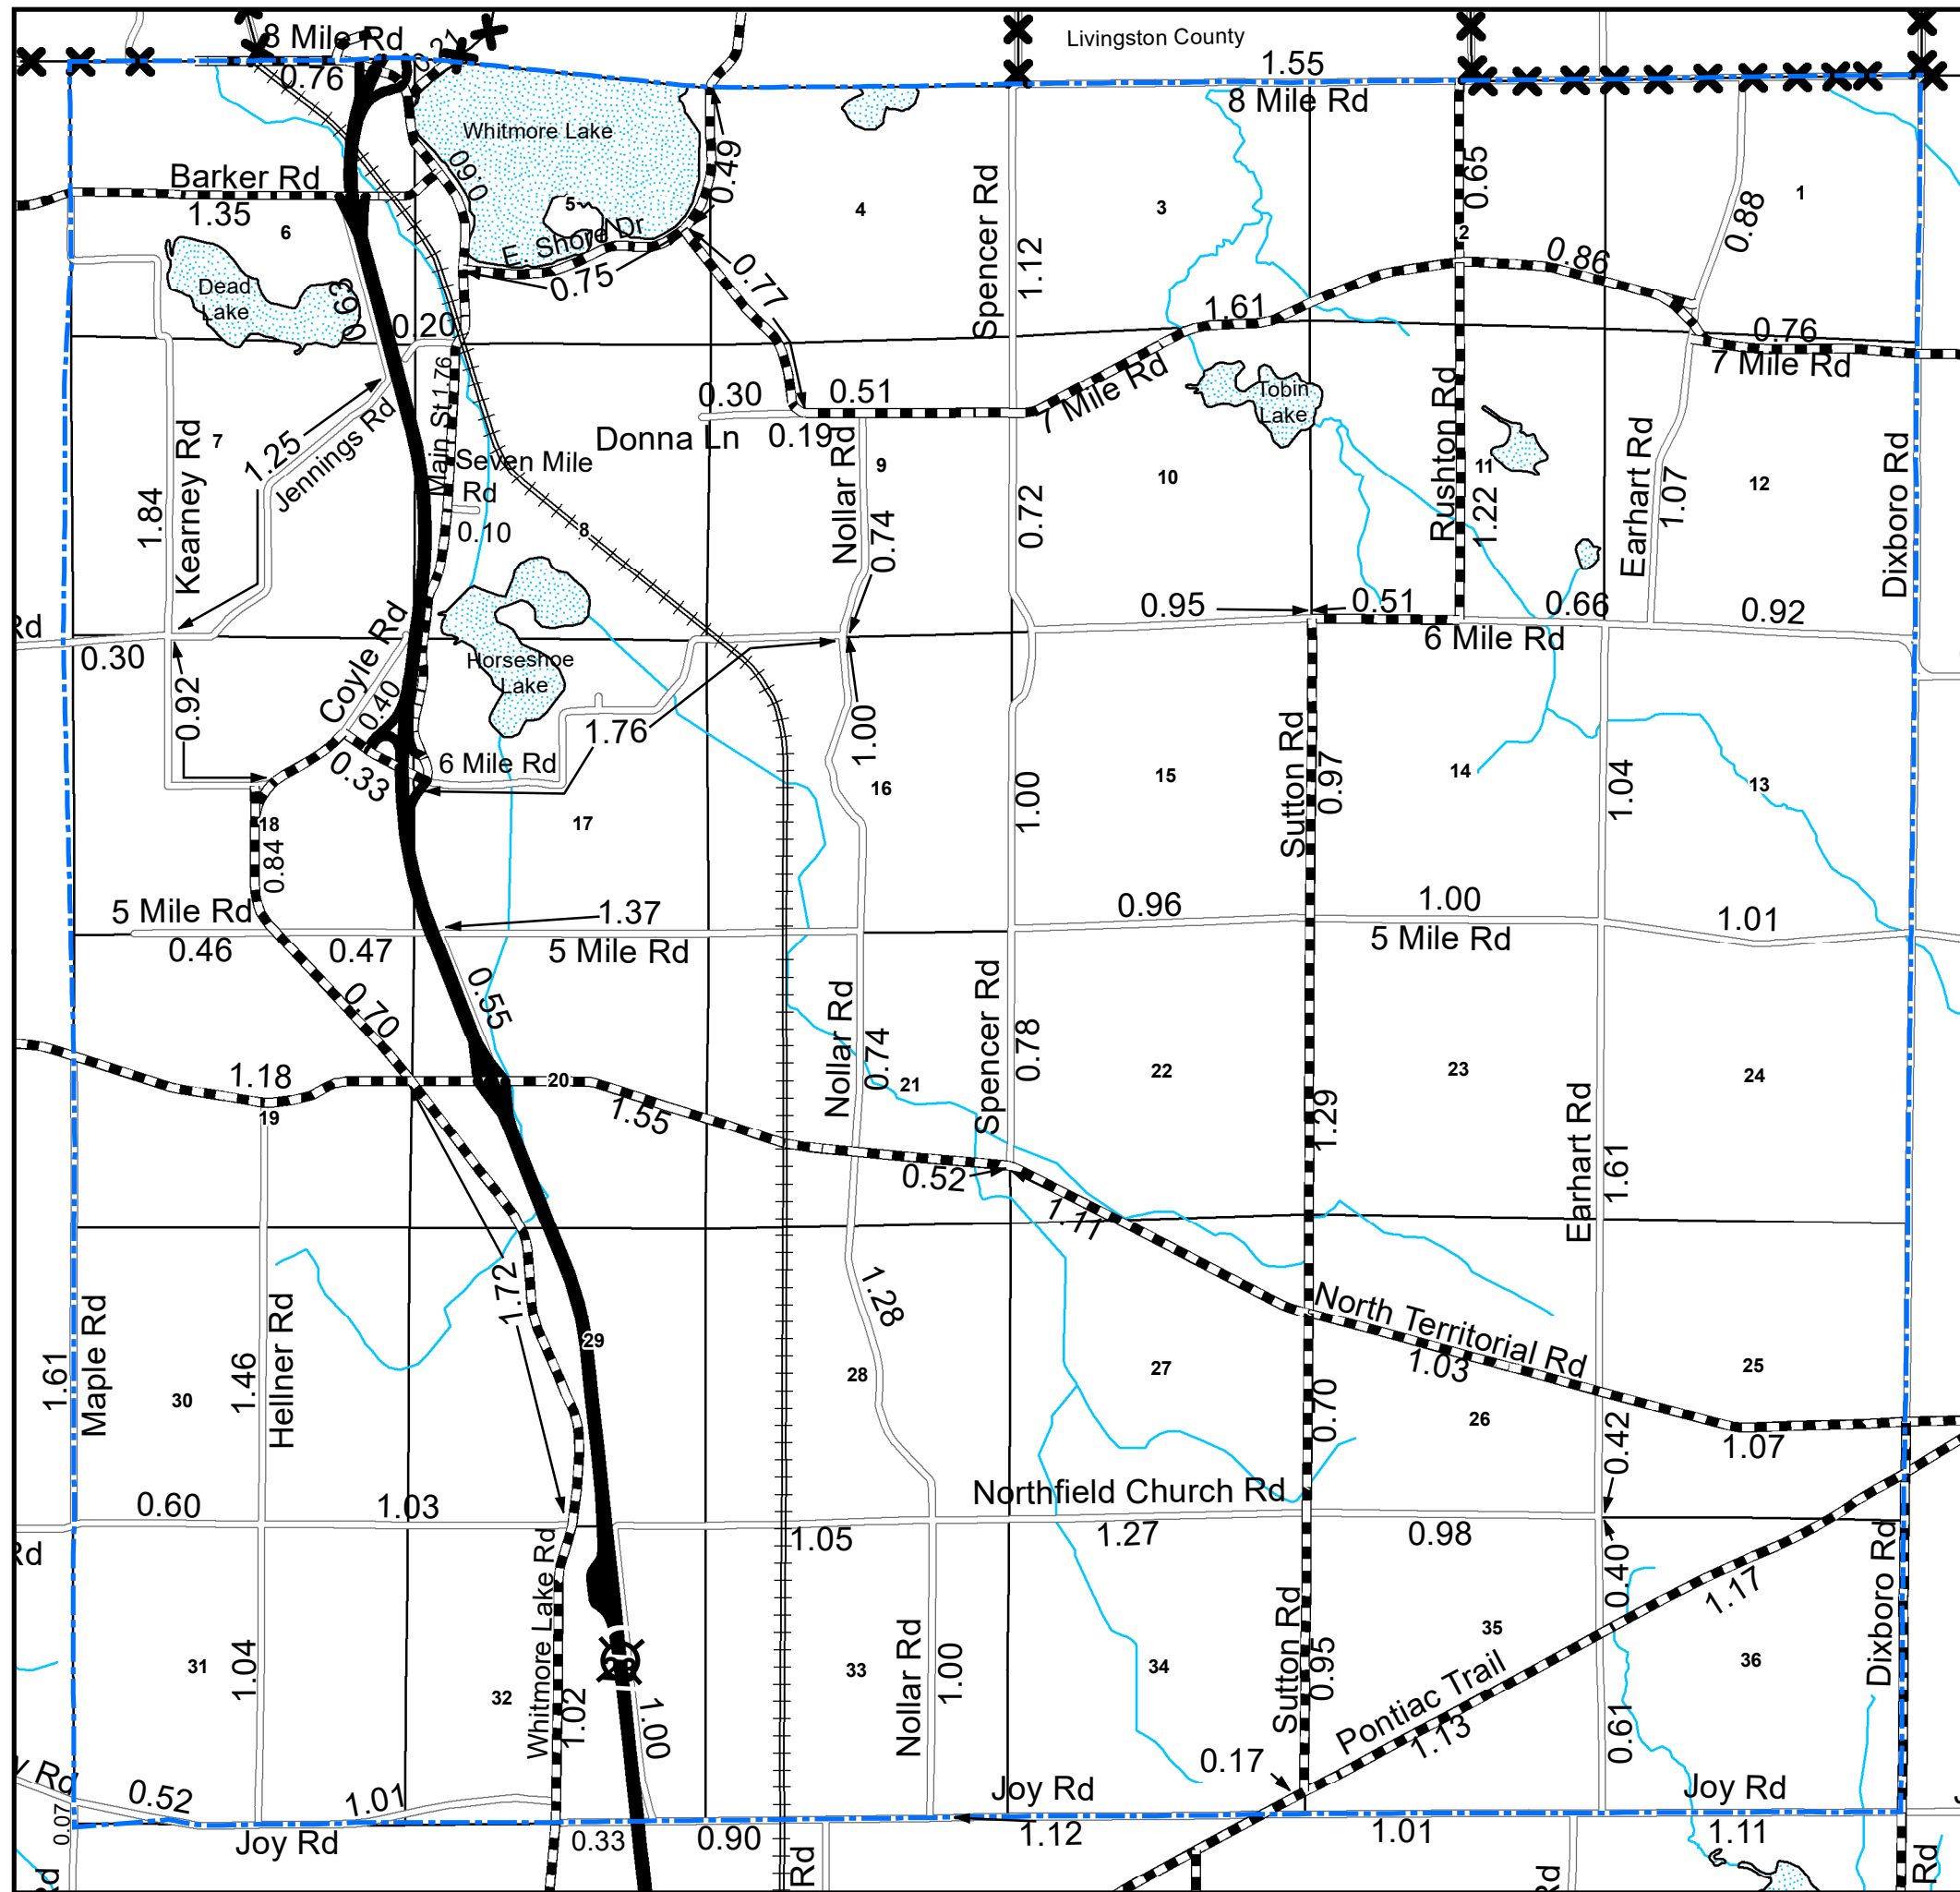 Livingston County
8 Mile Rd
0.76
21
1.55
8 Mile Rd
Whitmore Lake
Barker Rd
1.35
6
0.60
0.49
5
4
3
2
1
Spencer Rd
1.12
0.65
0.88
E. Shore Dr
0.75
0.77
0.86
1.61
Dead
Lake
0.63
0.20
0.76
7 Mile Rd
7 Mile Rd
Tobin
Lake
0.30
0.51
Donna Ln
0.19
Main St 1.76
Seven Mile
Rd
0.10
1.25
Jennings Rd
7
Kearney Rd
1.84
8
Nollar Rd
0.74
9
0.72
10
Rushton Rd
1.22
11
Earhart Rd
1.07
12
Dixboro Rd
Rd
0.30
0.95
0.51
0.66
0.92
6 Mile Rd
Coyle Rd
0.40
0.92
Horseshoe
Lake
1.76
1.00
0.33
6 Mile Rd
18
17
16
1.00
15
Sutton Rd
0.97
14
1.04
13
0.84
5 Mile Rd
0.46
0.47
1.37
5 Mile Rd
0.96
1.00
5 Mile Rd
1.01
0.70
0.55
Nollar Rd
0.74
Spencer Rd
0.78
1.18
19
20
1.55
21
22
23
24
0.52
1.11
1.29
Earhart Rd
1.61
1.72
1.28
North Territorial Rd
1.03
Maple Rd
1.61
Hellner Rd
1.46
29
30
28
27
26
25
0.70
0.42
1.07
Northfield Church Rd
0.60
1.03
1.05
1.27
0.98
Rd
Whitmore Lake Rd
1.02
0.40
1.17
Dixboro Rd
31
1.04
32
1.00
33
Nollar Rd
1.00
34
Sutton Rd
0.95
35
36
Pontiac Trail
1.13
0.61
0.17
0.52
1.01
Joy Rd
Joy Rd
0.07
Joy Rd
0.33
0.90
1.12
1.01
1.11
Rd
Rd
Rd
Rd